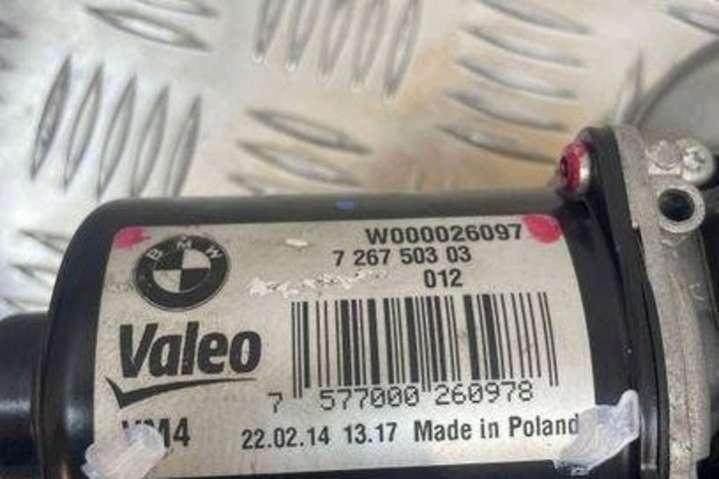 W000026097
BMW
7 267 503 03
012
Valeo
7 577000 260978
VM4
22.02.14 13.17 Made in Poland